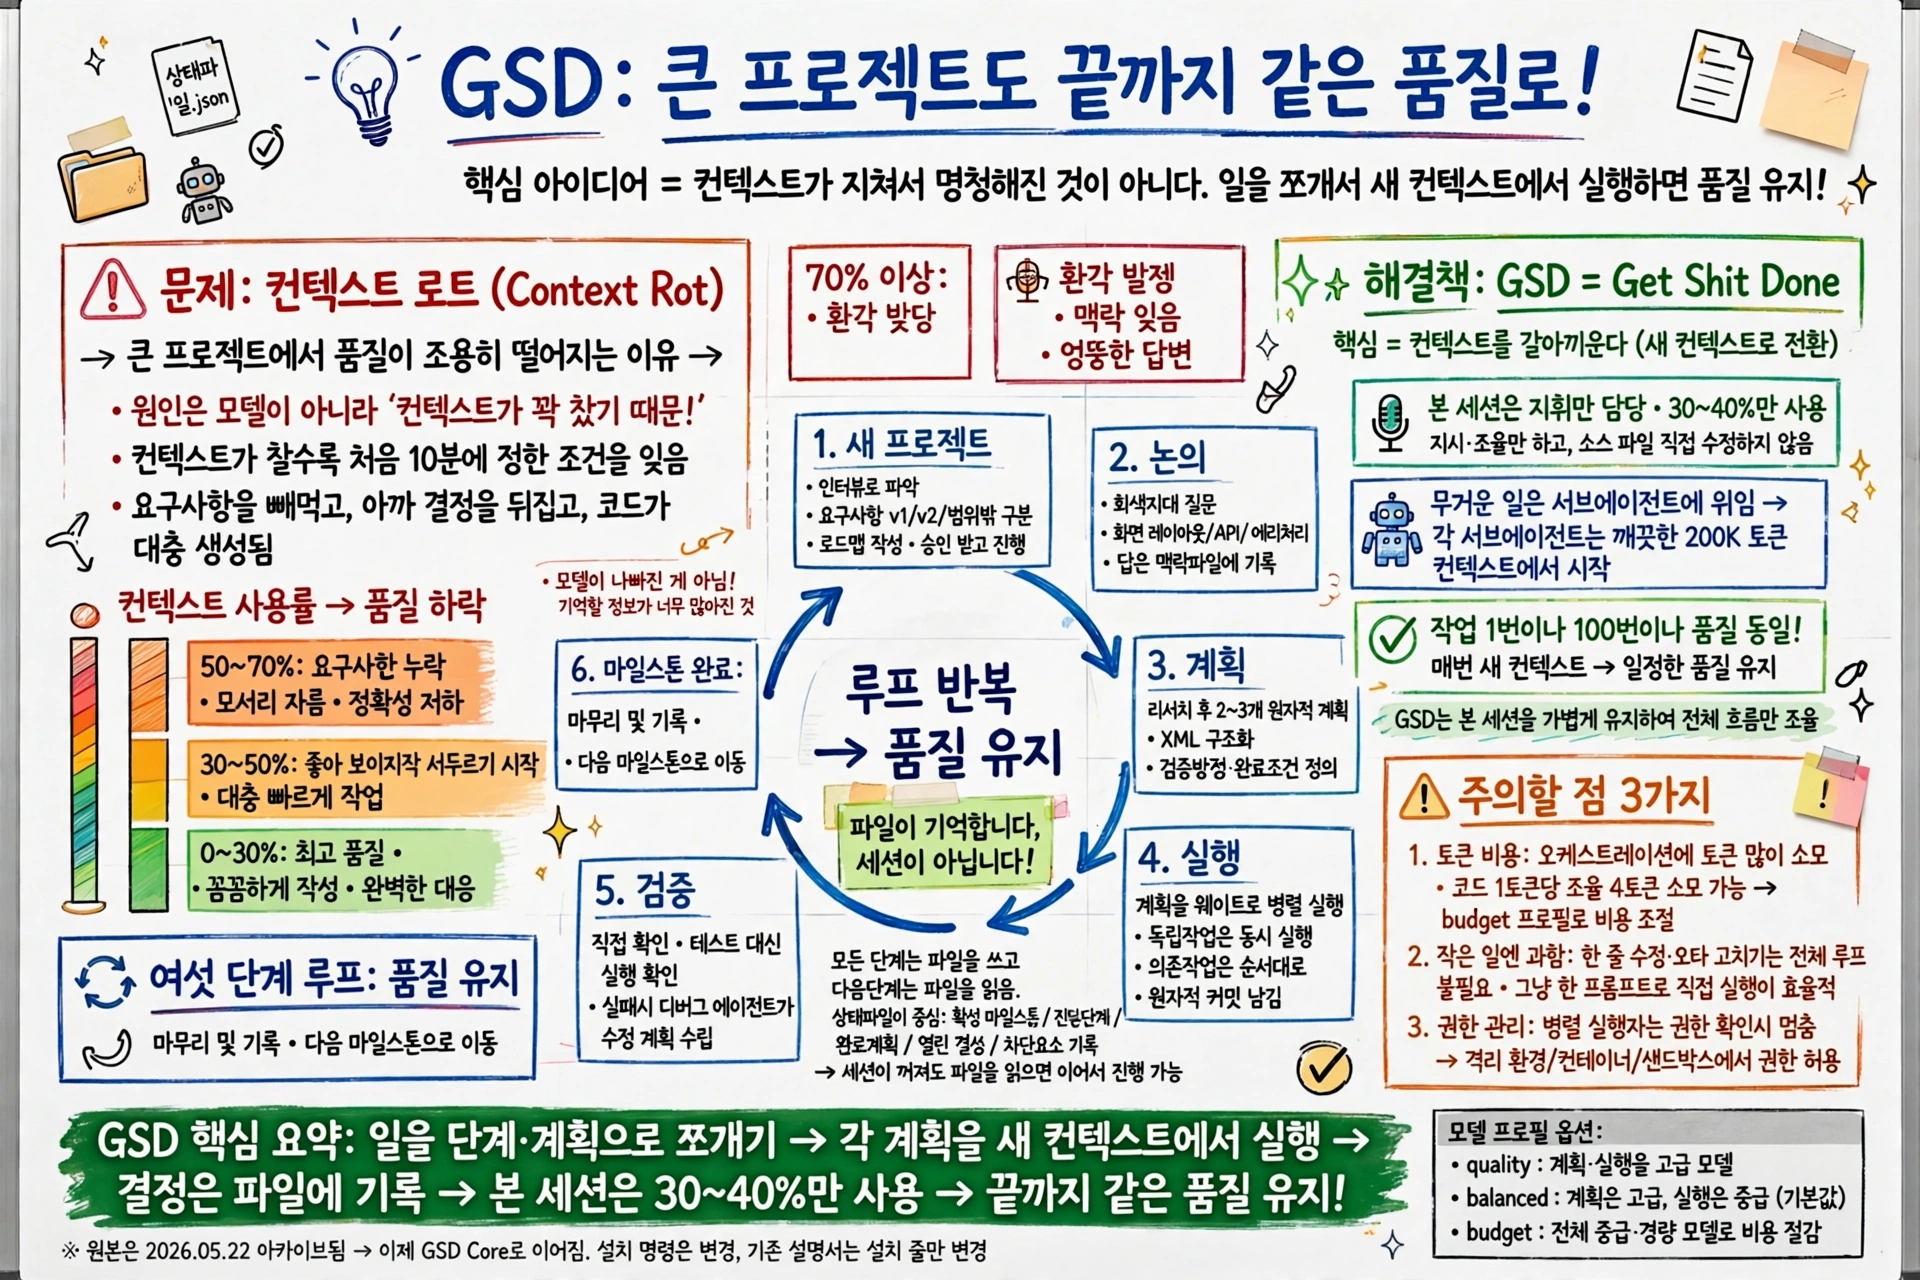 상태파
일.json
GSD: 큰 프로젝트도 끝까지 같은 품질로!
핵심 아이디어 = 컨텍스트가 지쳐서 명청해진 것이 아니다. 일을 쪼개서 새 컨텍스트에서 실행하면 품질 유지!
문제: 컨텍스트 로트 (Context Rot)
→ 큰 프로젝트에서 품질이 조용히 떨어지는 이유 →
• 원인은 모델이 아니라 '컨텍스트가 꽉 찼기 때문!'
• 컨텍스트가 찰수록 처음 10분에 정한 조건을 잊음
• 요구사항을 빼먹고, 아까 결정을 뒤집고, 코드가
대충 생성됨
• 모델이 나빠진 게 아님!
기억할 정보가 너무 많아진 것
컨텍스트 사용률 → 품질 하락
50~70%: 요구사한 누락
• 모서리 자름 • 정확성 저하
30~50%: 좋아 보이지작 서두르기 시작
• 대충 빠르게 작업
0~30%: 최고 품질 •
• 꼼꼼하게 작성 • 완벽한 대응
여섯 단계 루프: 품질 유지
마무리 및 기록 • 다음 마일스톤으로 이동
70% 이상:
• 환각 밪당
환각 발젱
• 맥락 잊음
• 엉뚱한 답변
1. 새 프로젝트
• 인터뷰로 파악
• 요구사항 v1/v2/범위밖 구분
• 로드맵 작성 • 승인 받고 진행
2. 논의
• 회색지대 질문
• 화면 레이아웃/API/ 에리처리
• 답은 맥락파일에 기록
3. 계획
리서치 후 2~3개 원자적 계획
• XML 구조화
• 검증방정·완료조건 정의
4. 실행
계획을 웨이트로 병렬 실행
• 독립작업은 동시 실행
• 의존작업은 순서대로
• 원자적 커밋 남김
5. 검증
직접 확인 • 테스트 대신
실행 확인
• 실패시 디버그 에이전트가
수정 계획 수립
6. 마일스톤 완료:
마무리 및 기록 •
• 다음 마일스톤으로 이동
루프 반복
→ 품질 유지
파일이 기억합니다,
세션이 아닙니다!
모든 단계는 파일을 쓰고
다음단계는 파일을 읽음.
상태파일이 중심: 확성 마일스톰 / 진딛단계 /
완로계획 / 열린 결성 / 차단요소 기록
→ 세션이 꺼져도 파일을 읽으면 이어서 진행 가능
해결책: GSD = Get Shit Done
핵심 = 컨텍스트를 갈아끼운다 (새 컨텍스트로 전환)
본 세션은 지휘만 담당 · 30~40%만 사용
지시·조율만 하고, 소스 파일 직접 수정하지 않음
무거운 일은 서브에이전트에 위임 →
각 서브에이전트는 깨끗한 200K 토큰
컨텍스트에서 시작
작업 1번이나 100번이나 품질 동일!
매번 새 컨텍스트 → 일정한 품질 유지
GSD는 본 세션을 가볍게 유지하여 전체 흐름만 조율
주의할 점 3가지
!
1. 토큰 비용: 오케스트레이션에 토큰 많이 소모
• 코드 1토큰당 조율 4토큰 소모 가능 →
budget 프로필로 비용 조절
2. 작은 일엔 과함: 한 줄 수정·오타 고치기는 전체 루프
불필요 • 그냥 한 프롬프트로 직접 실행이 효율적
3. 권한 관리: 병렬 실행자는 권한 확인시 멈춤
→ 격리 환경/컨테이너/샌드박스에서 권한 허용
GSD 핵심 요약: 일을 단계·계획으로 쪼개기 → 각 계획을 새 컨텍스트에서 실행 →
결정은 파일에 기록 → 본 세션은 30~40%만 사용 → 끝까지 같은 품질 유지!
모델 프로필 옵션:
• quality : 계획·실행을 고급 모델
• balanced : 계획은 고급, 실행은 중급 (기본값)
• budget : 전체 중급·경량 모델로 비용 절감
※ 원본은 2026.05.22 아카이브됨 → 이제 GSD Core로 이어짐. 설치 명령은 변경, 기존 설명서는 설치 줄만 변경